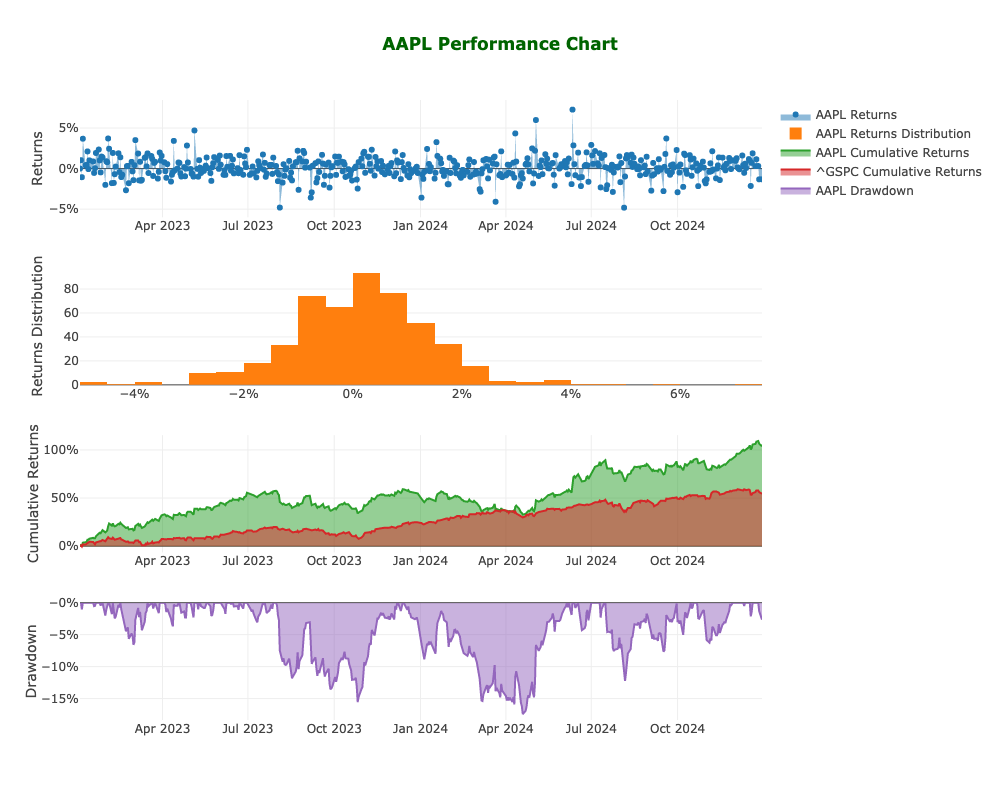 AAPL Performance Chart
AAPL Returns
AAPL Returns Distribution
AAPL Cumulative Returns
^GSPC Cumulative Returns
AAPL Drawdown
Returns
5%
0%
−5%
Apr 2023 Jul 2023 Oct 2023 Jan 2024 Apr 2024 Jul 2024 Oct 2024
Returns Distribution
80
60
40
20
0
−4% −2% 0% 2% 4% 6%
Cumulative Returns
100%
50%
0%
Apr 2023 Jul 2023 Oct 2023 Jan 2024 Apr 2024 Jul 2024 Oct 2024
Drawdown
−0%
−5%
−10%
−15%
Apr 2023 Jul 2023 Oct 2023 Jan 2024 Apr 2024 Jul 2024 Oct 2024